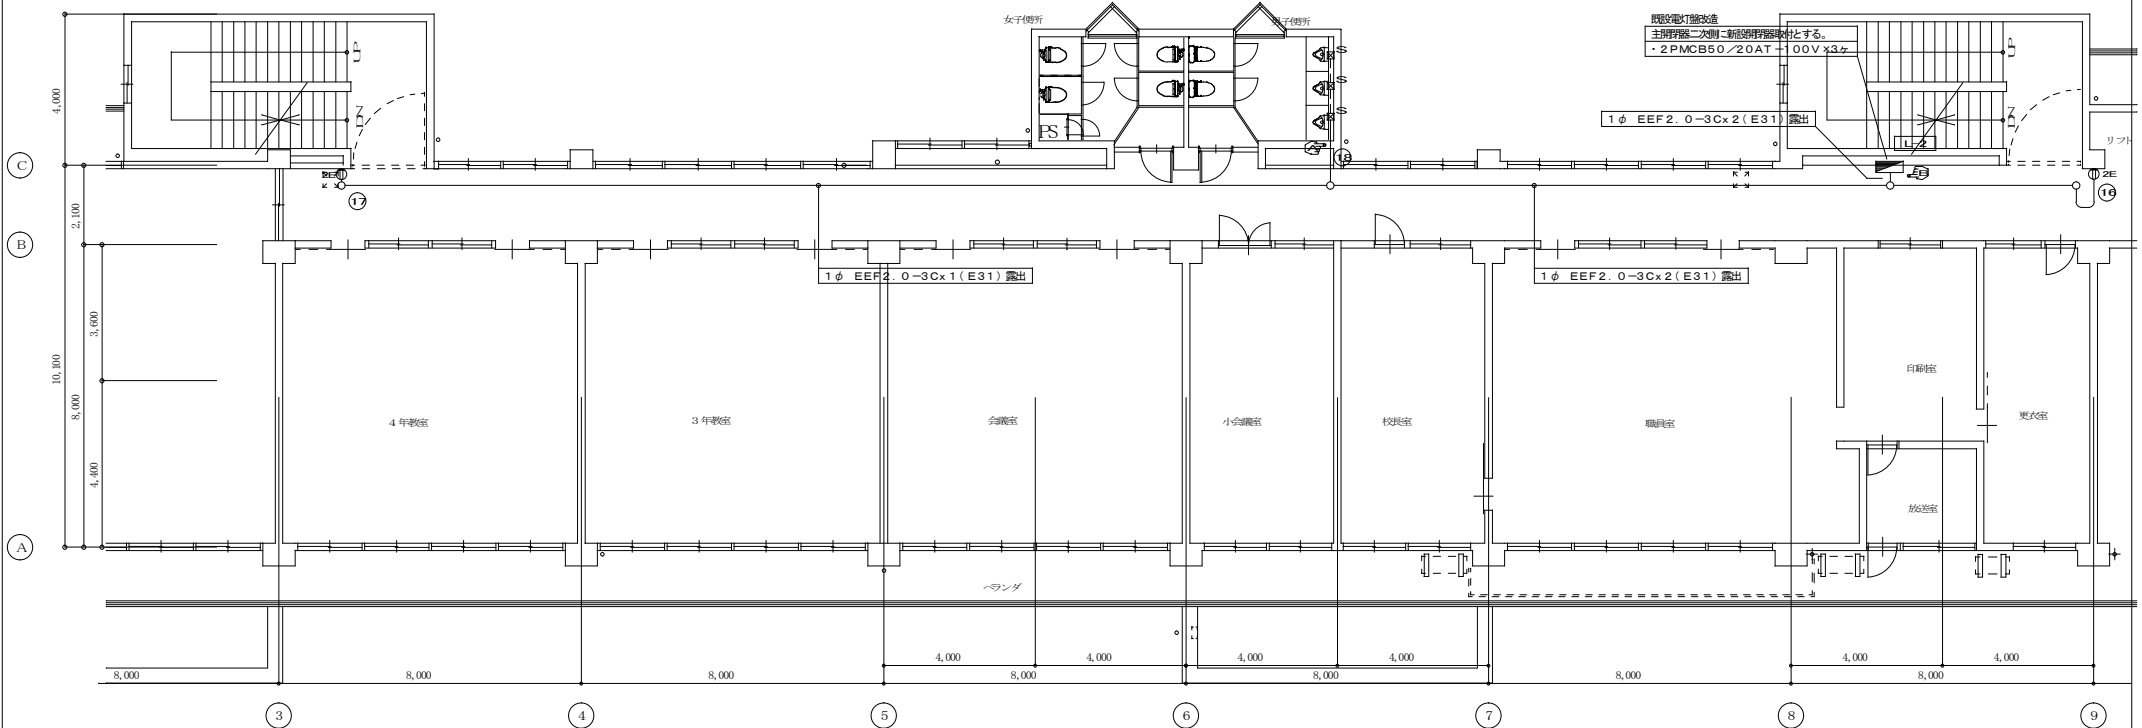 女子便所
男子便所
既設電灯盤改造
主開閉器二次側に新設開閉器取付とする。
・2PMCB50/20AT-100V×3ヶ
UP
UP
4,000
S
S
S
DN
DN
1φ EEF2.0-3Cx2(E31)露出
PS
リフト
L-2
18
C
2E
E
2E
17
16
2,100
B
1φ EEF2.0-3Cx1(E31)露出
1φ EEF2.0-3Cx2(E31)露出
3,600
10,100
8,000
4,400
印刷室
4年教室
3年教室
会議室
小会議室
校長室
職員室
更衣室
放送室
A
ベランダ
4,000
4,000
4,000
4,000
4,000
4,000
8,000
8,000
8,000
8,000
8,000
8,000
8,000
3
4
5
6
7
8
9